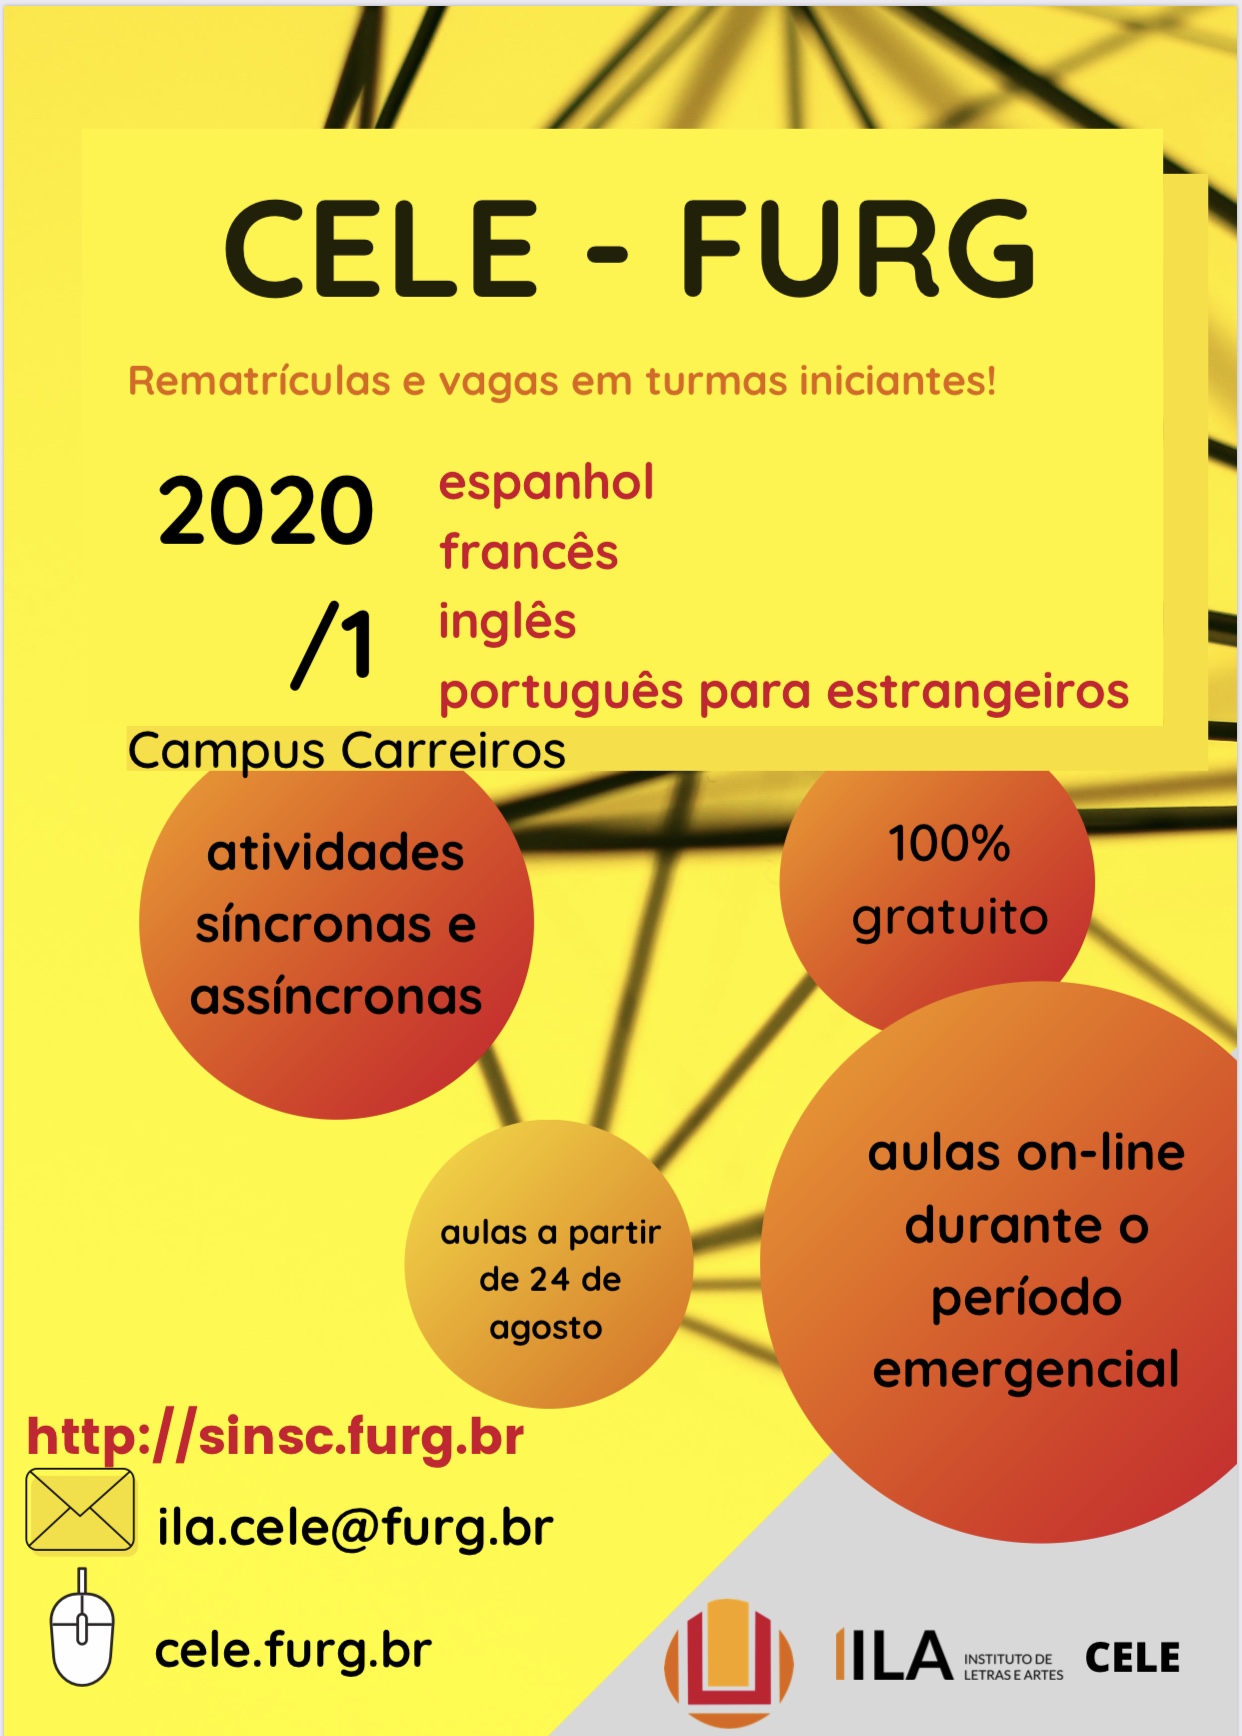 CELE - FURG
Rematrículas e vagas em turmas iniciantes!
2020
/1
espanhol
francês
inglês
português para estrangeiros
Campus Carreiros
atividades
síncronas e
assíncronas
100%
gratuito
aulas a partir
de 24 de
agosto
aulas on-line
durante o
período
emergencial
http://sinsc.furg.br
ila.cele@furg.br
cele.furg.br
ILA
INSTITUTO DE
LETRAS E ARTES
CELE